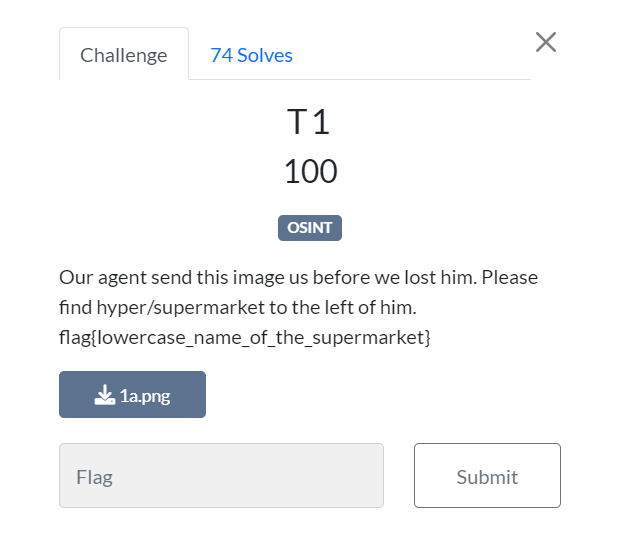 Challenge
74 Solves
T 1
100
OSINT
Our agent send this image us before we lost him. Please
find hyper/supermarket to the left of him.
flag{lowercase_name_of_the_supermarket}
1a.png
Flag
Submit